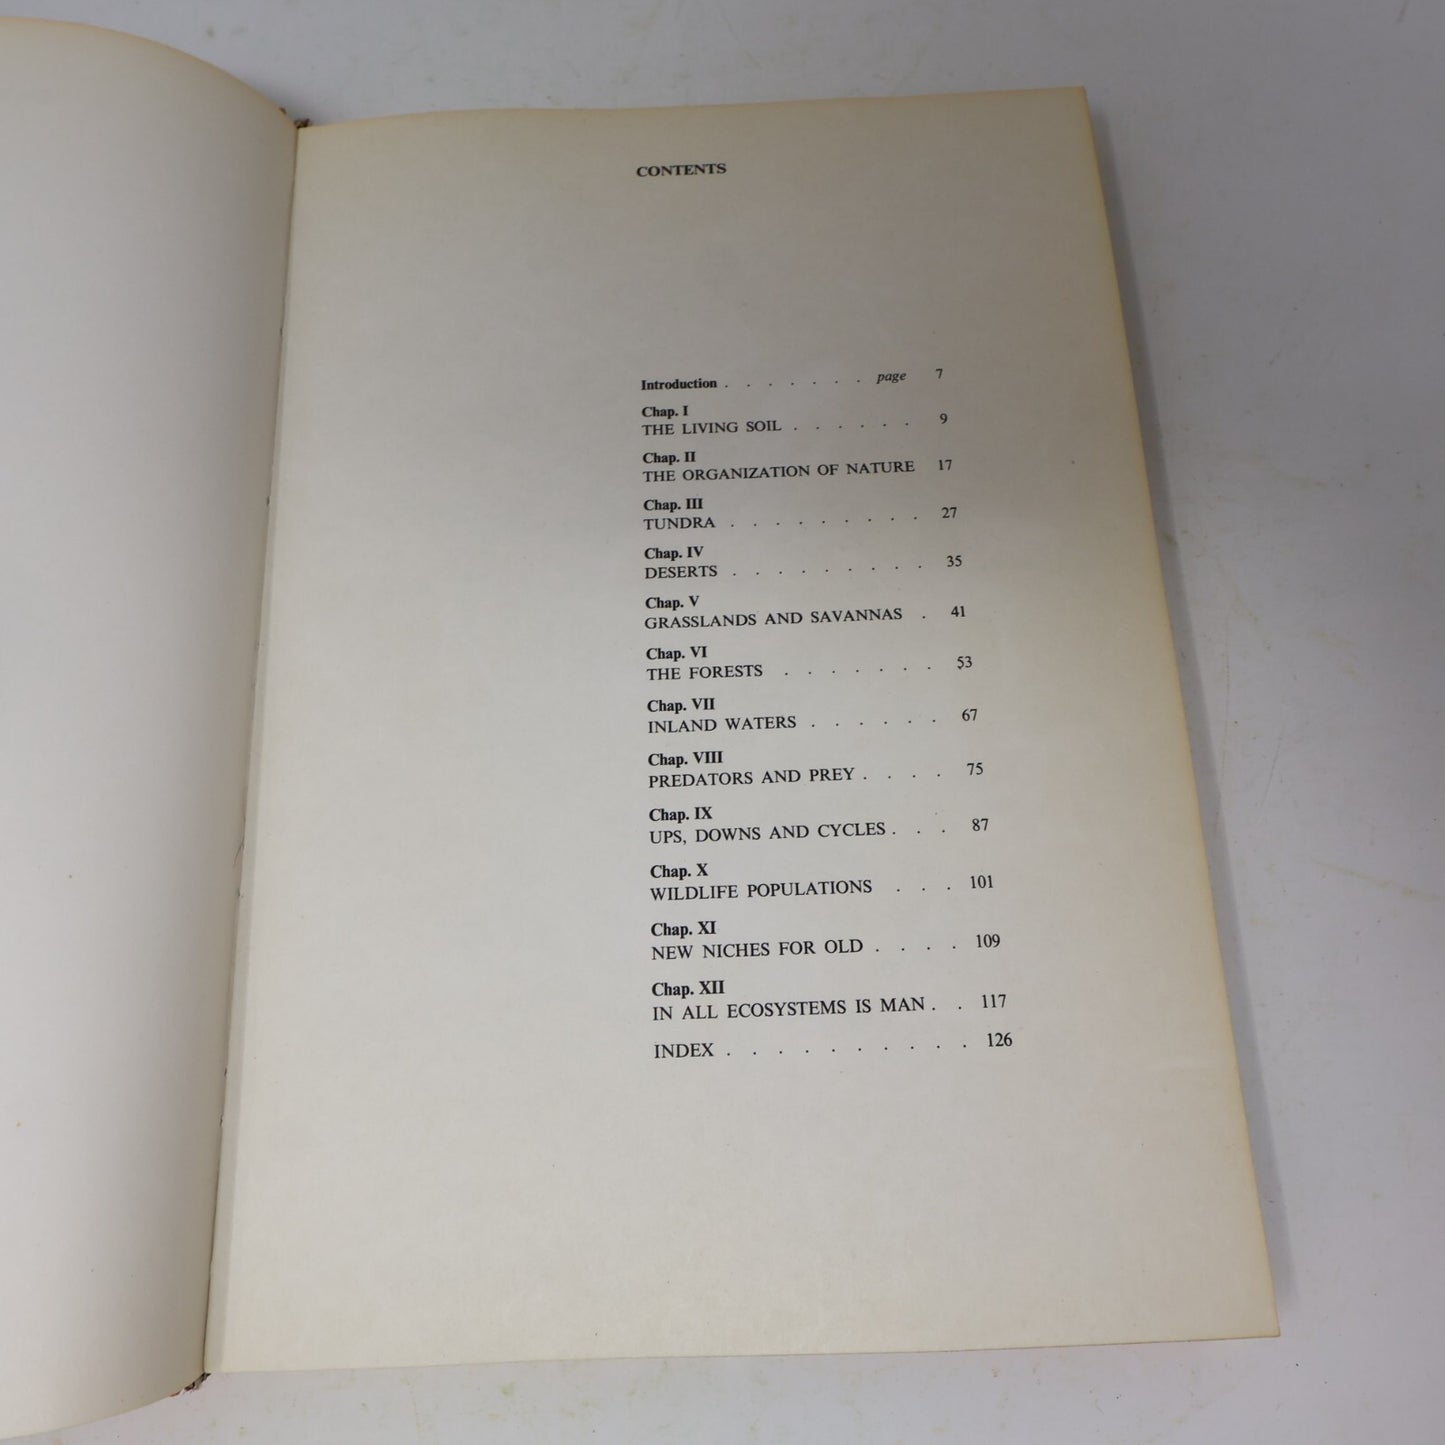 CONTENTS
Introduction . . . . . . . page 7
Chap. I
THE LIVING SOIL . . . . . . 9
Chap. II
THE ORGANIZATION OF NATURE 17
Chap. III
TUNDRA . . . . . . . . . 27
Chap. IV
DESERTS . . . . . . . . . 35
Chap. V
GRASSLANDS AND SAVANNAS . 41
Chap. VI
THE FORESTS . . . . . . . 53
Chap. VII
INLAND WATERS . . . . . . 67
Chap. VIII
PREDATORS AND PREY . . . . 75
Chap. IX
UPS, DOWNS AND CYCLES . . . 87
Chap. X
WILDLIFE POPULATIONS . . . 101
Chap. XI
NEW NICHES FOR OLD . . . . 109
Chap. XII
IN ALL ECOSYSTEMS IS MAN . . 117
INDEX . . . . . . . . . . 126